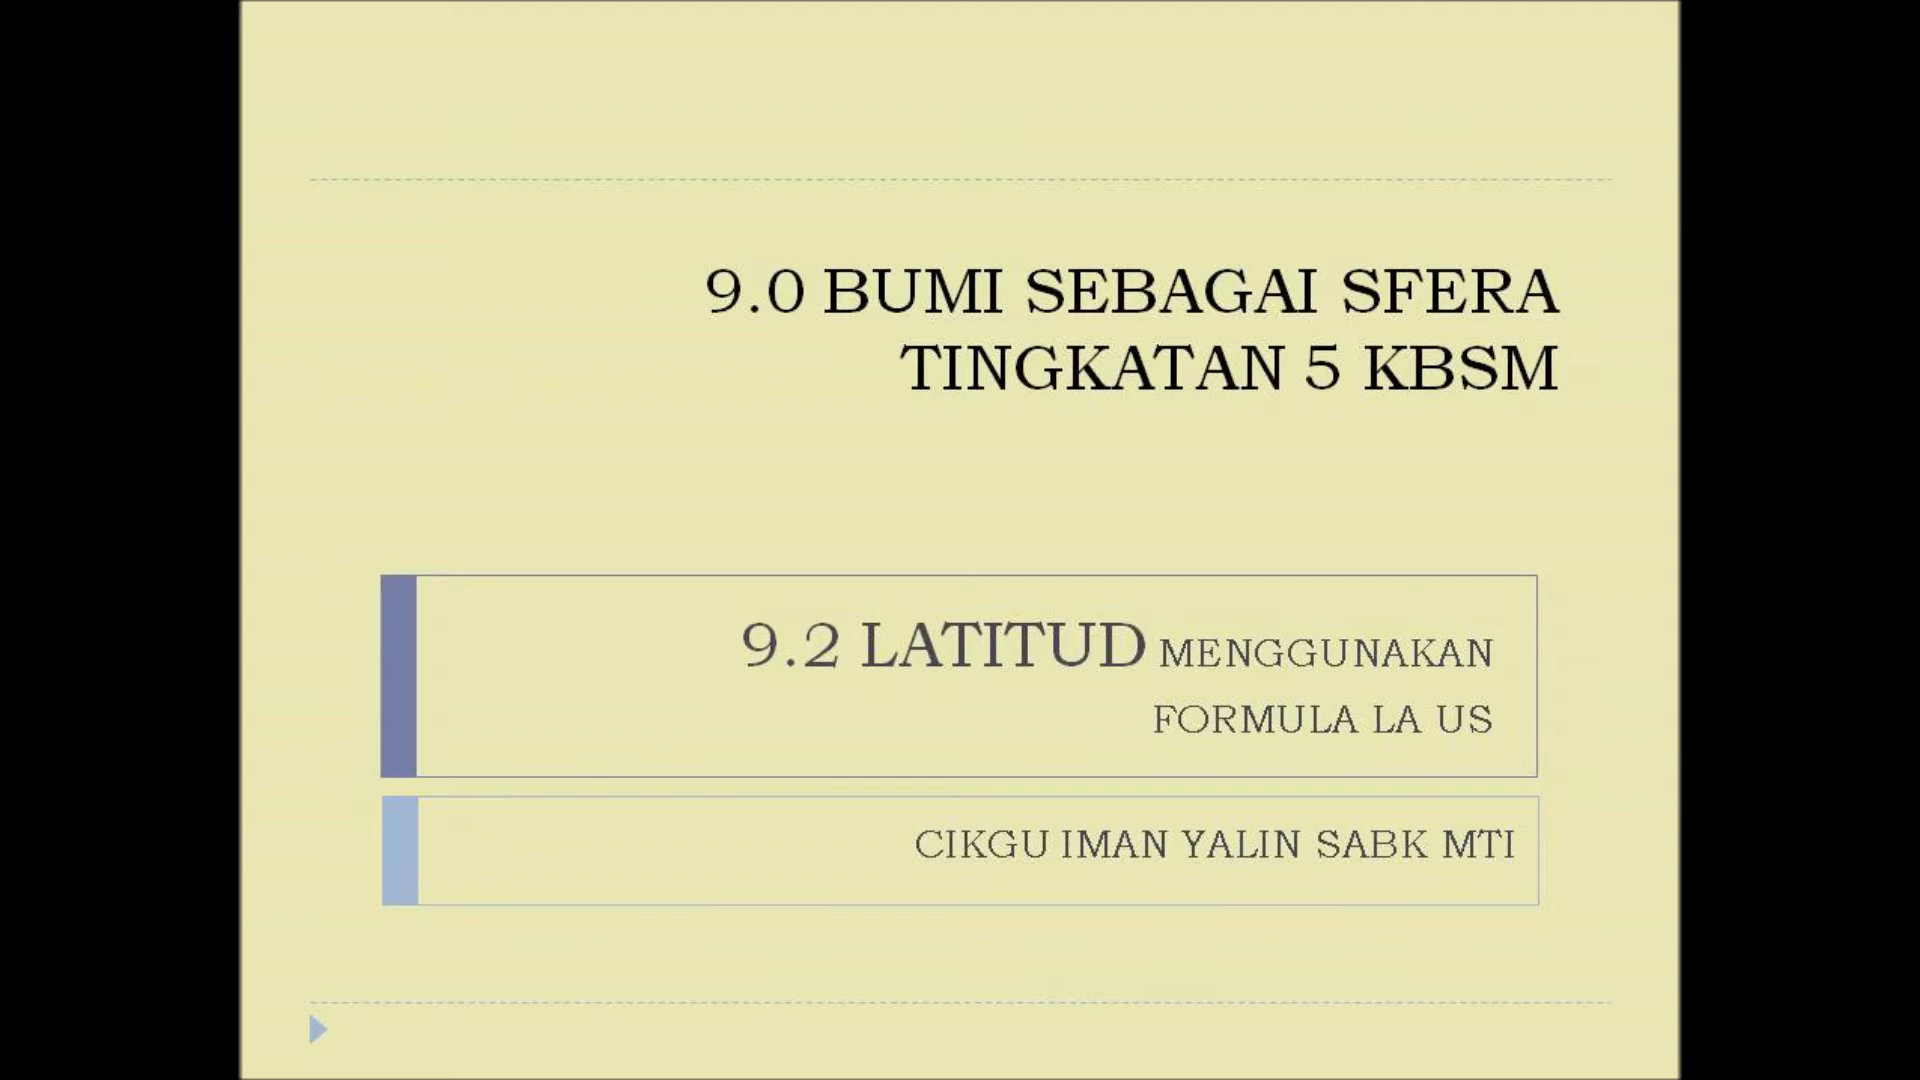 9.0 BUMI SEBAGAI SFERA
TINGKATAN 5 KBSM
9.2 LATITUD MENGGUNAKAN
FORMULA LA US
CIKGU IMAN YALIN SABK MTI